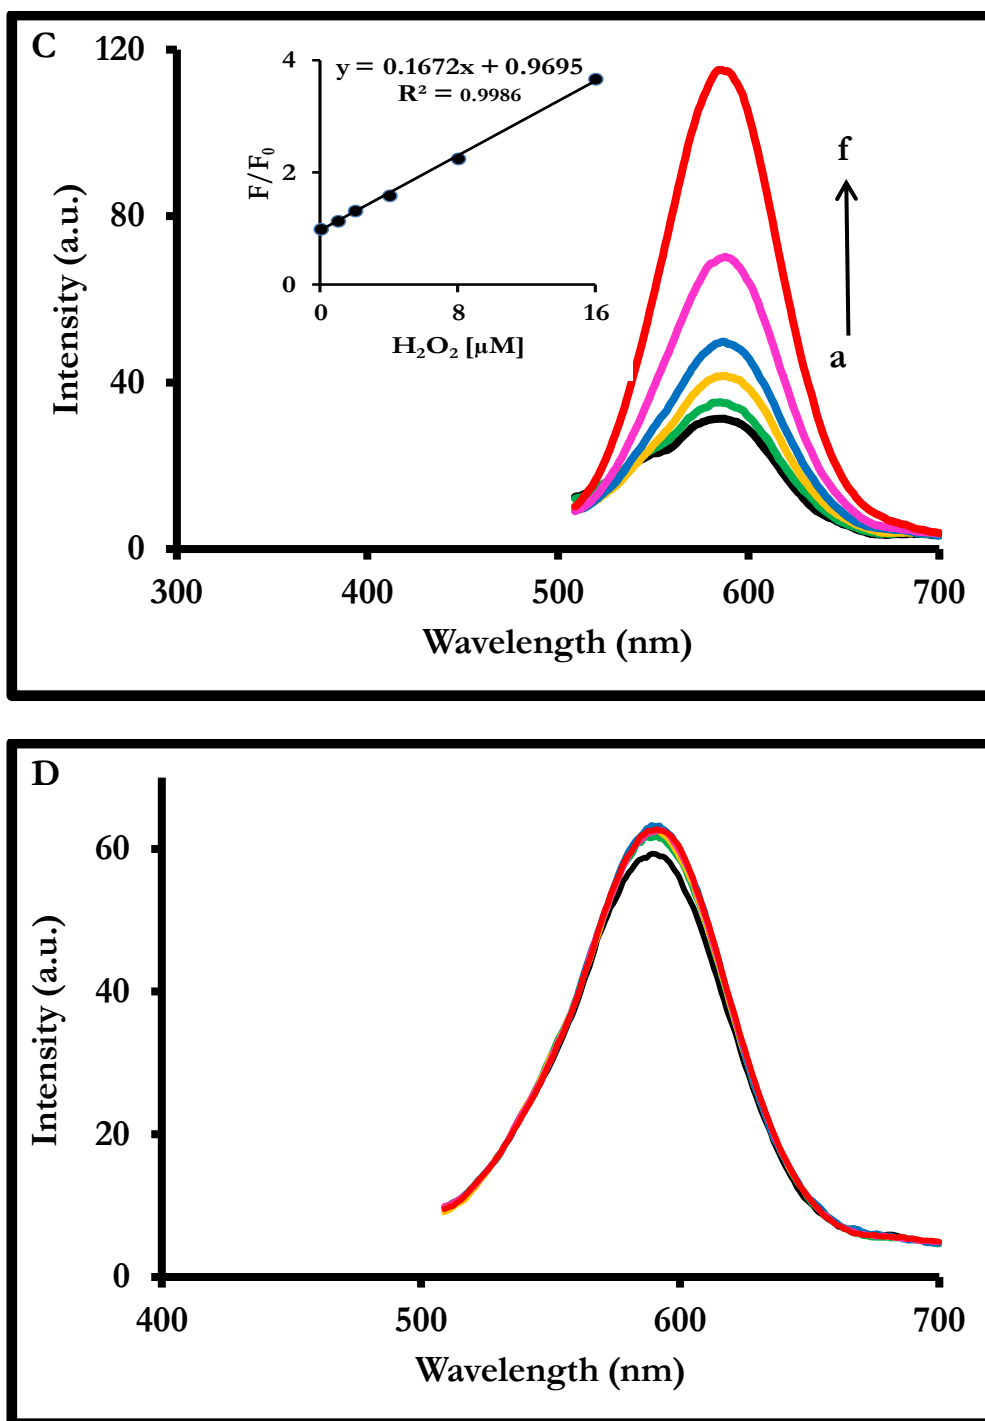 C
120
80
40
0
Intensity (a.u.)
300 400 500 600 700
Wavelength (nm)
4
2
0
F/F₀
y = 0.1672x + 0.9695
R² = 0.9986
0 8 16
H₂O₂ [µM]
f
a
D
60
40
20
0
Intensity (a.u.)
400 500 600 700
Wavelength (nm)